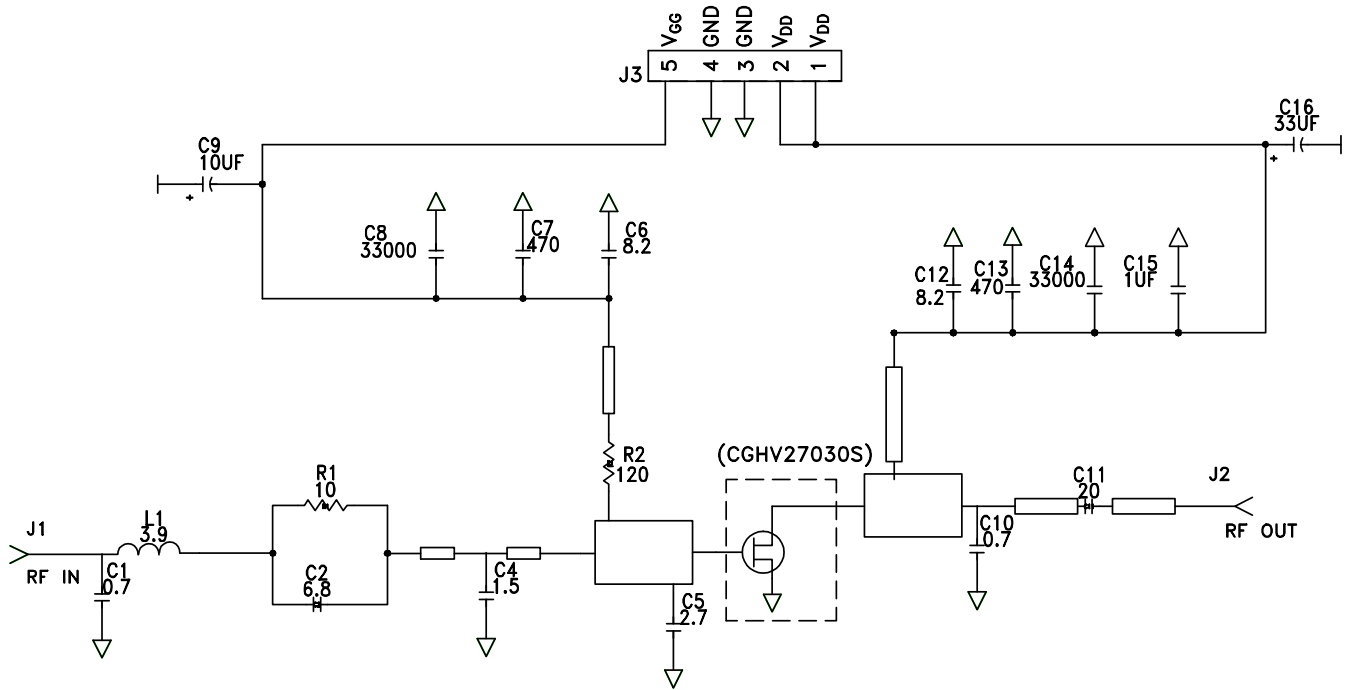 VGG
GND
GND
VDD
VDD
J3
5
4
3
2
1
C9
10UF
C16
33UF
+
+
C8
33000
C7
470
C6
8.2
C12
8.2
C13
470
C14
33000
C15
1UF
R2
120
(CGHV27030S)
R1
10
C11
20
J2
RF OUT
J1
RF IN
L1
3.9
C1
0.7
C2
6.8
C4
1.5
C5
2.7
C10
0.7